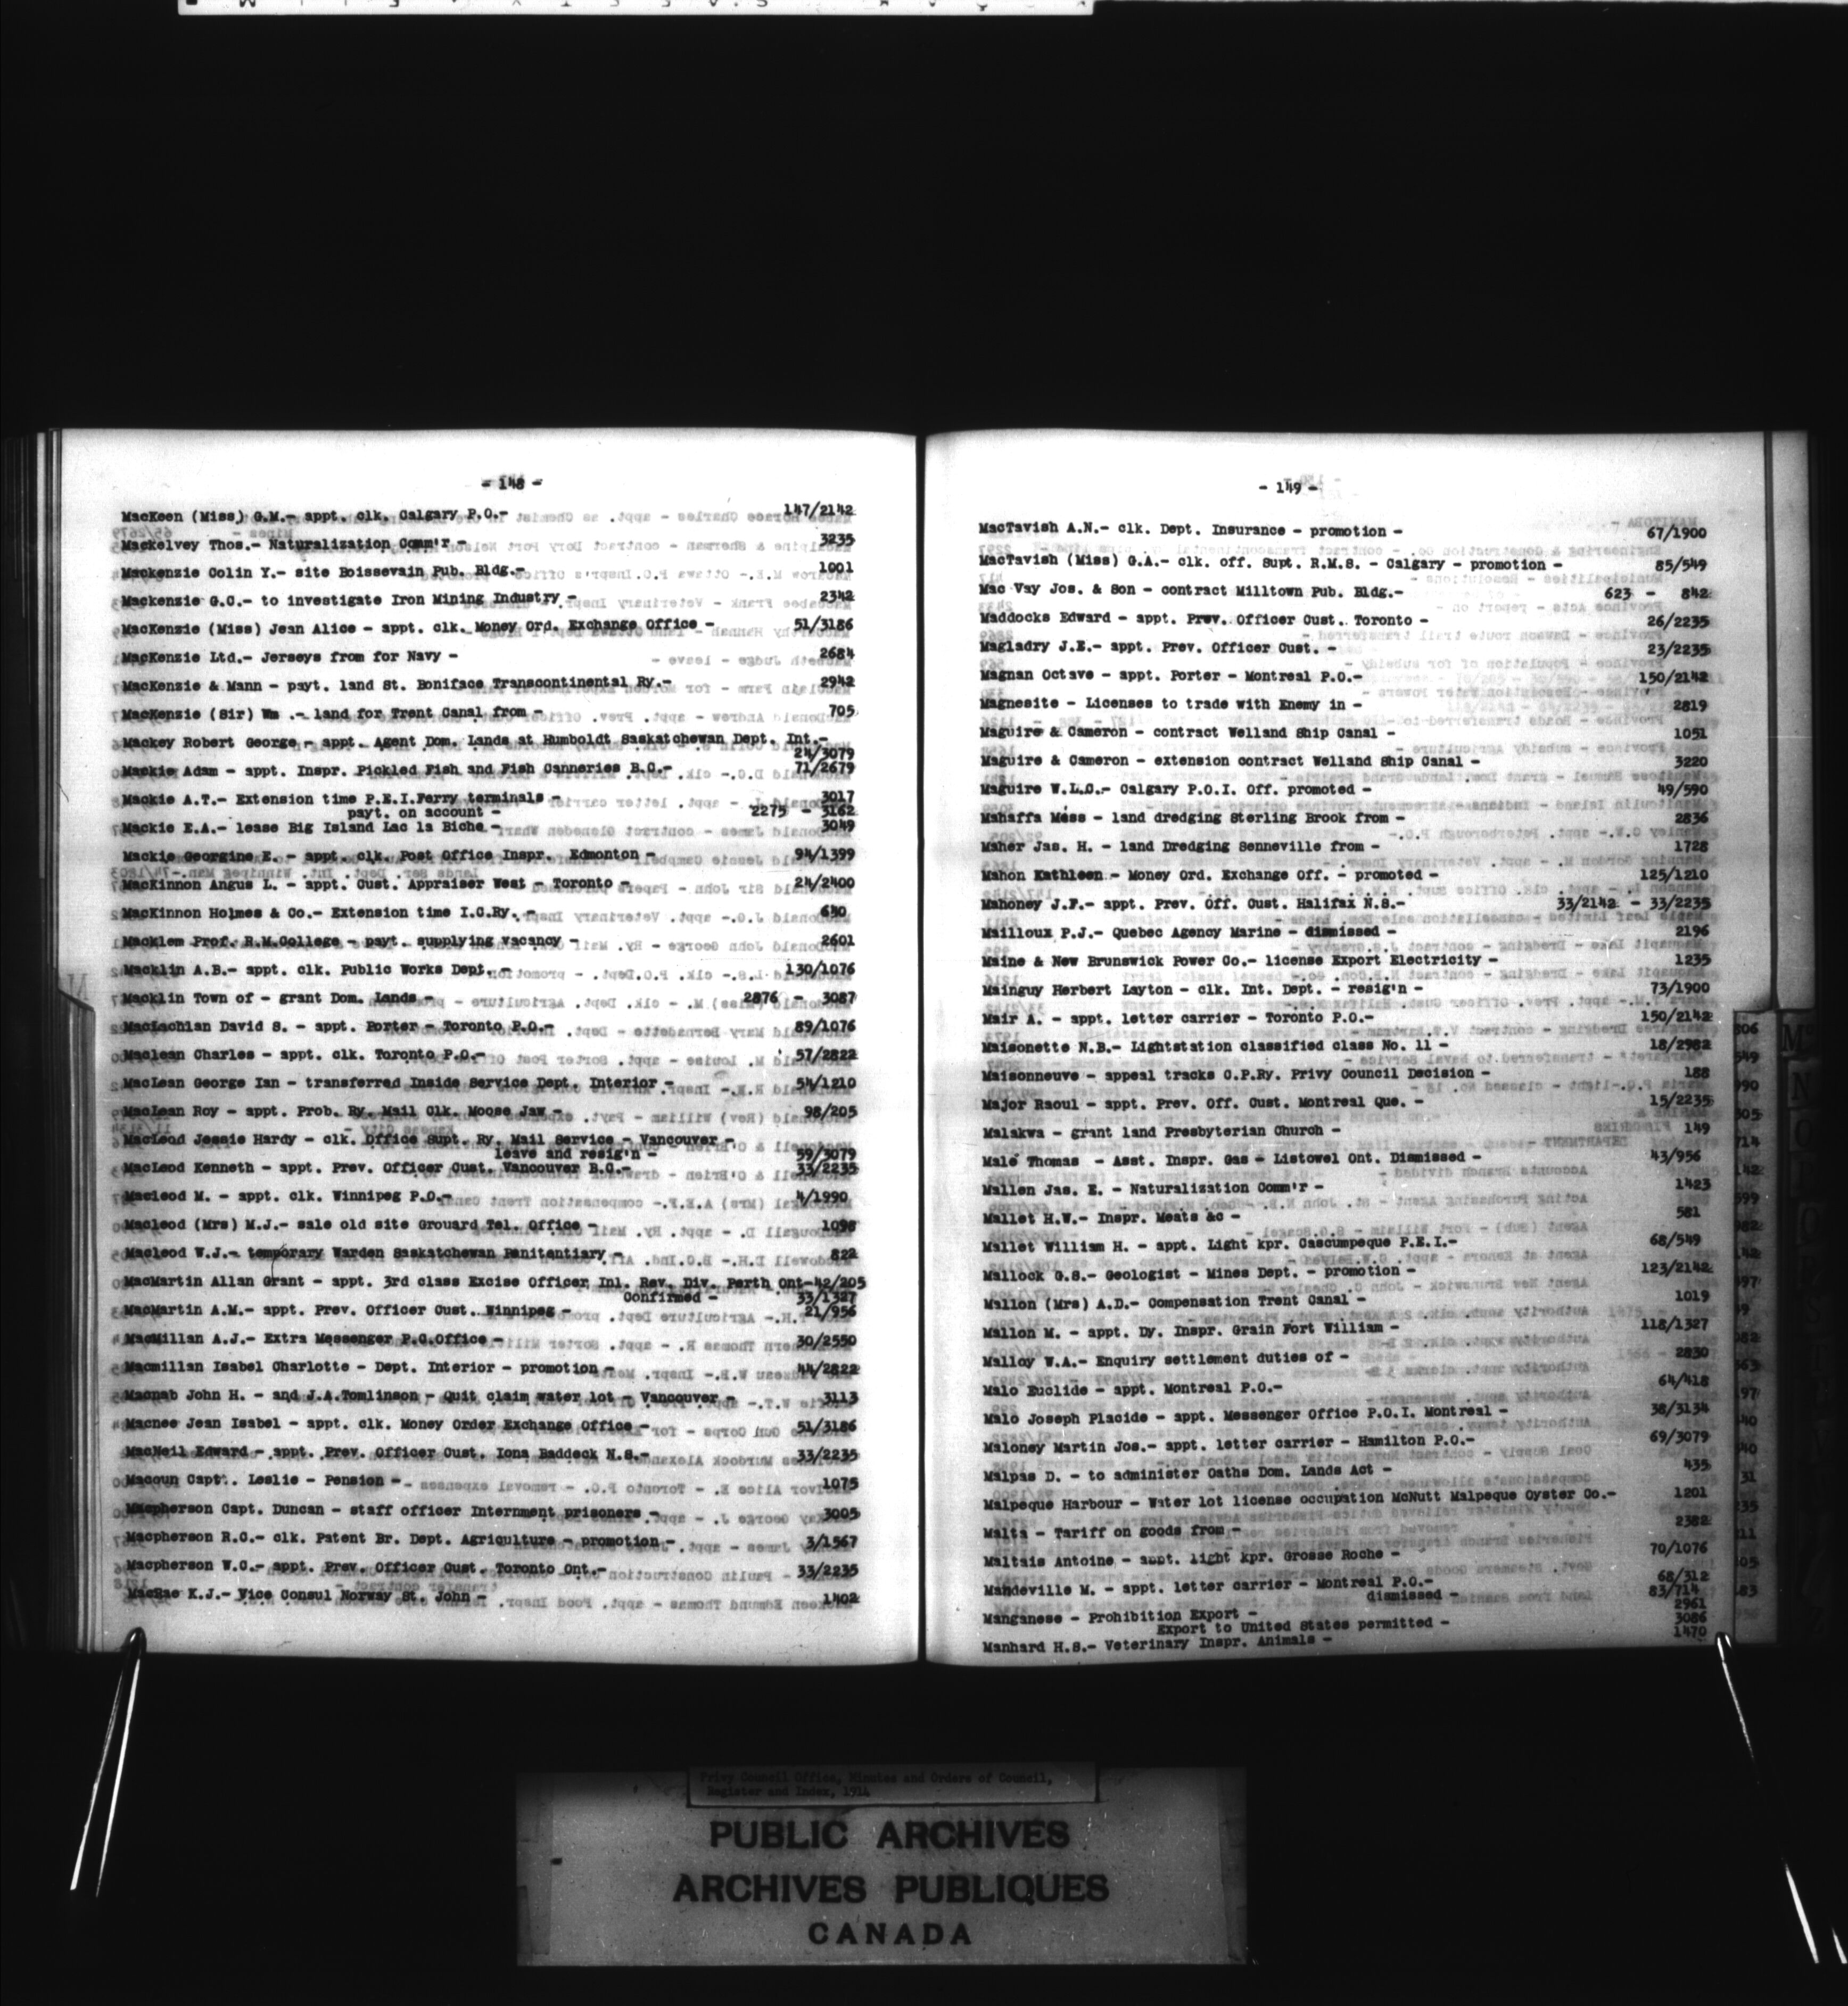 - 148 -
MacKeen (Miss) G.M.- appt. clk. Calgary P.O.- 147/2142
Mackelvey Thos.- Naturalization Comm'r - 3235
Mackenzie Colin Y.- site Boissevain Pub. Bldg.- 1001
Mackenzie G.C.- to investigate Iron Mining Industry - 2342
MacKenzie (Miss) Jean Alice - appt. clk. Money Ord. Exchange Office - 51/3186
MacKenzie Ltd.- Jerseys from for Navy - 2684
MacKenzie & Mann - payt. land St. Boniface Transcontinental Ry.- 2942
MacKenzie (Sir) Wm .- land for Trent Canal from - 705
Mackey Robert George - appt. Agent Dom. Lands at Humboldt Saskatchewan Dept. Int.-
24/3079
Mackie Adam - appt. Inspr. Pickled Fish and Fish Canneries B.C.- 71/2679
Mackie A.T.- Extension time P.E.I.Ferry terminals - 3017
payt. on account - 2275 - 3162
Mackie E.A.- lease Big Island Lac la Biche - 3049
Mackie Georgine E. - appt. clk. Post Office Inspr. Edmonton - 94/1399
MacKinnon Angus L. - appt. Cust. Appraiser West - Toronto - 24/2400
MacKinnon Holmes & Co.- Extension time I.C.Ry. - 640
Macklem Prof. R.M.College - payt. supplying vacancy - 2601
Macklin A.B.- appt. clk. Public Works Dept. - 130/1076
Macklin Town of - grant Dom. Lands - 2876 - 3087
MacLachlan David S. - appt. Porter - Toronto P.O.- 89/1076
Maclean Charles - appt. clk. Toronto P.O.- 57/2822
MacLean George Ian - transferred Inside Service Dept. Interior - 54/1210
MacLean Roy - appt. Prob. Ry. Mail Clk. Moose Jaw - 98/205
MacLeod Jessie Hardy - clk. Office Supt. Ry. Mail Service - Vancouver -
leave and resig'n - 59/3079
MacLeod Kenneth - appt. Prev. Officer Cust. Vancouver B.C.- 33/2235
Macleod M. - appt. clk. Winnipeg P.O.- 4/1990
Macleod (Mrs) M.J.- sale old site Grouard Tel. Office - 1098
Macleod W.J.- temporary Warden Saskatchewan Penitentiary - 822
MacMartin Allan Grant - appt. 3rd class Excise Officer Inl. Rev. Div. Perth Ont-42/205
Confirmed - 33/1327
MacMartin A.M.- appt. Prev. Officer Cust. Winnipeg - 21/956
MacMillan A.J.- Extra Messenger P.C.Office - 30/2550
Macmillan Isabel Charlotte - Dept. Interior - promotion - 44/2822
Macnab John H. - and J.A.Tomlinson - Quit claim water lot - Vancouver - 3113
Macnee Jean Isabel - appt. clk. Money Order Exchange Office - 51/3186
MacNeil Edward - appt. Prev. Officer Cust. Iona Baddeck N.S.- 33/2235
Macoun Capt. Leslie - Pension - 1075
Macpherson Capt. Duncan - staff officer Internment prisoners - 3005
Macpherson R.C.- clk. Patent Br. Dept. Agriculture - promotion - 3/1567
Macpherson W.C.- appt. Prev. Officer Cust. Toronto Ont.- 33/2235
MacRae K.J.- Vice Consul Norway St. John - 1402
- 149 -
MacTavish A.N.- clk. Dept. Insurance - promotion - 67/1900
MacTavish (Miss) G.A.- clk. off. Supt. R.M.S. - Calgary - promotion - 85/549
Mac Vay Jos. & Son - contract Milltown Pub. Bldg.- 623 - 842
Maddocks Edward - appt. Prev. Officer Cust. Toronto - 26/2235
Magladry J.E.- appt. Prev. Officer Cust. - 23/2235
Magnan Octave - appt. Porter - Montreal P.O.- 150/2142
Magnesite - Licenses to trade with Enemy in - 2819
Maguire & Cameron - contract Welland Ship Canal - 1051
Maguire & Cameron - extension contract Welland Ship Canal - 3220
Maguire W.L.C.- Calgary P.O.I. Off. promoted - 49/590
Mahaffa Mess - land dredging Sterling Brook from - 2836
Maher Jas. H. - land Dredging Senneville from - 1728
Mahon Kathleen - Money Ord. Exchange Off. - promoted - 125/1210
Mahoney J.F.- appt. Prev. Off. Cust. Halifax N.S.- 33/2142 - 33/2235
Mailloux P.J.- Quebec Agency Marine - dismissed - 2196
Maine & New Brunswick Power Co.- license Export Electricity - 1235
Mainguy Herbert Layton - clk. Int. Dept. - resig'n - 73/1900
Mair A. - appt. letter carrier - Toronto P.O.- 150/2142
Maisonette N.B.- Lightstation classified class No. 11 - 18/2982
Maisonneuve - appeal tracks C.P.Ry. Privy Council Decision - 188
Major Raoul - appt. Prev. Off. Cust. Montreal Que. - 15/2235
Malakwa - grant land Presbyterian Church - 149
Male Thomas - Asst. Inspr. Gas - Listowel Ont. Dismissed - 43/956
Mallen Jas. E. - Naturalization Comm'r - 1423
Mallet H.W.- Inspr. Meats &c - 581
Mallet William H. - appt. Light kpr. Cascumpeque P.E.I.- 68/549
Mallock G.S.- Geologist - Mines Dept. - promotion - 123/2142
Mallon (Mrs) A.D.- Compensation Trent Canal - 1019
Mallon M. - appt. Dy. Inspr. Grain Fort William - 118/1327
Malloy W.A.- Enquiry settlement duties of - 2830
Malo Euclide - appt. Montreal P.O.- 64/418
Malo Joseph Placide - appt. Messenger Office P.O.I. Montreal - 38/3134
Maloney Martin Jos.- appt. letter carrier - Hamilton P.O.- 69/3079
Malpas D. - to administer Oaths Dom. Lands Act - 435
Malpeque Harbour - Water lot license occupation McNutt Malpeque Oyster Co.- 1201
Malta - Tariff on goods from - 2382
Maltais Antoine - appt. light kpr. Grosse Roche - 70/1076
Mandeville M. - appt. letter carrier - Montreal P.O.- 68/312
dismissed - 83/714
Manganese - Prohibition Export - 2961
Export to United States permitted - 3086
Manhard H.S.- Veterinary Inspr. Animals - 1470
Privy Council Office, Minutes and Orders of Council,
Register and Index, 1914
PUBLIC ARCHIVES
ARCHIVES PUBLIQUES
CANADA